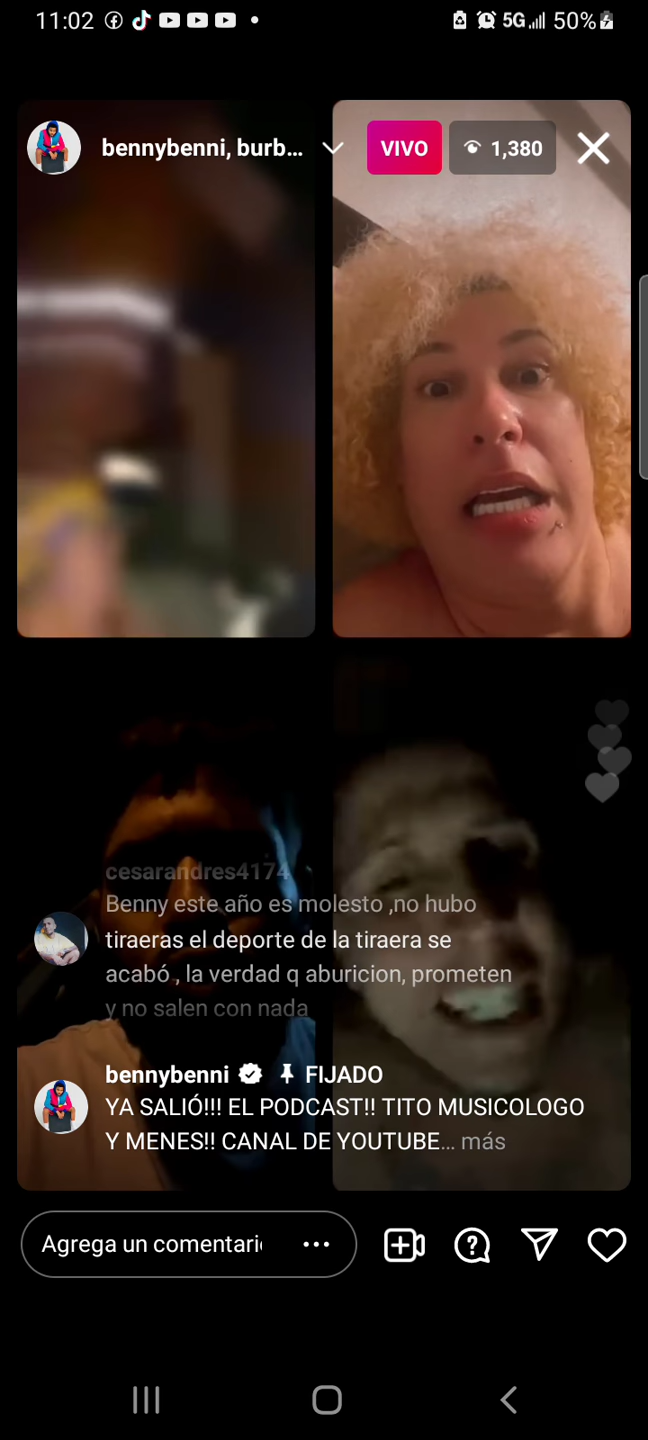 11:02
5G 50%
bennybenni, burb...
VIVO
1,380
cesarandres4174
Benny este año es molesto ,no hubo
tiraeras el deporte de la tiraera se
acabó , la verdad q aburicion, prometen
y no salen con nada
bennybenni FIJADO
YA SALIÓ!!! EL PODCAST!! TITO MUSICOLOGO
Y MENES!! CANAL DE YOUTUBE... más
Agrega un comentari